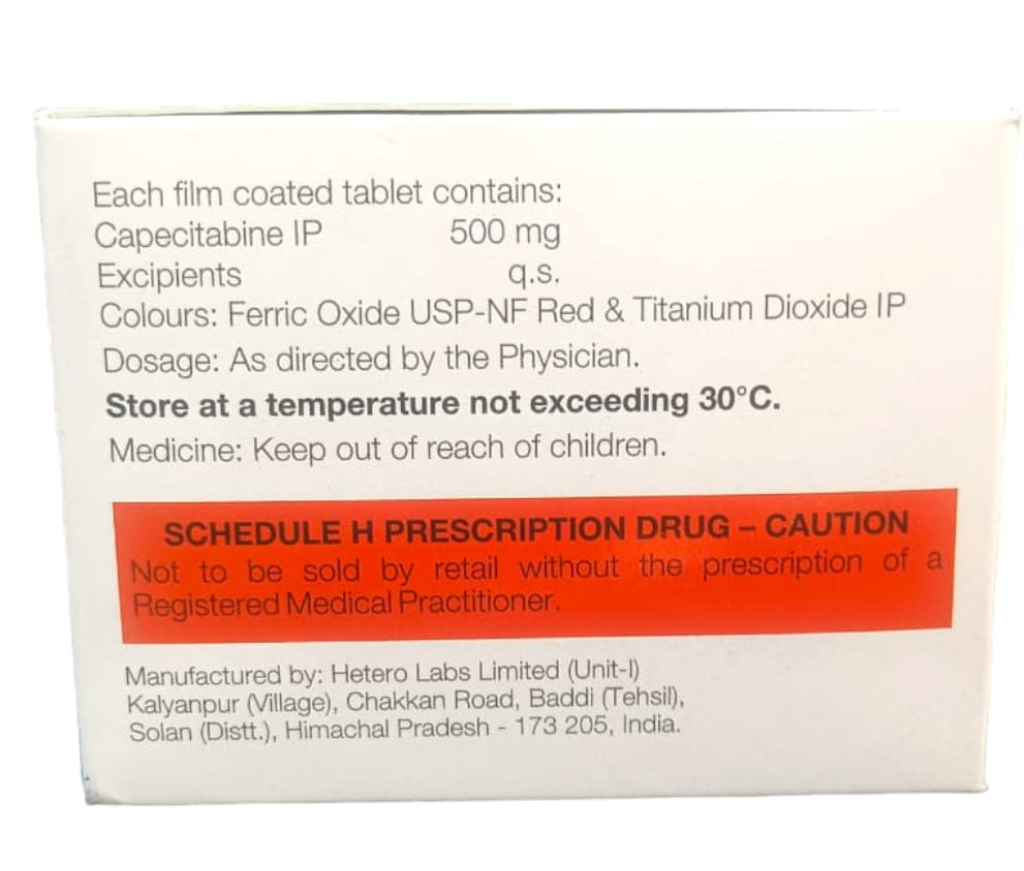 Each film coated tablet contains:
Capecitabine IP 500 mg
Excipients q.s.
Colours: Ferric Oxide USP-NF Red & Titanium Dioxide IP
Dosage: As directed by the Physician.
Store at a temperature not exceeding 30°C.
Medicine: Keep out of reach of children.
SCHEDULE H PRESCRIPTION DRUG – CAUTION
Not to be sold by retail without the prescription of a
Registered Medical Practitioner.
Manufactured by: Hetero Labs Limited (Unit-I)
Kalyanpur (Village), Chakkan Road, Baddi (Tehsil),
Solan (Distt.), Himachal Pradesh - 173 205, India.